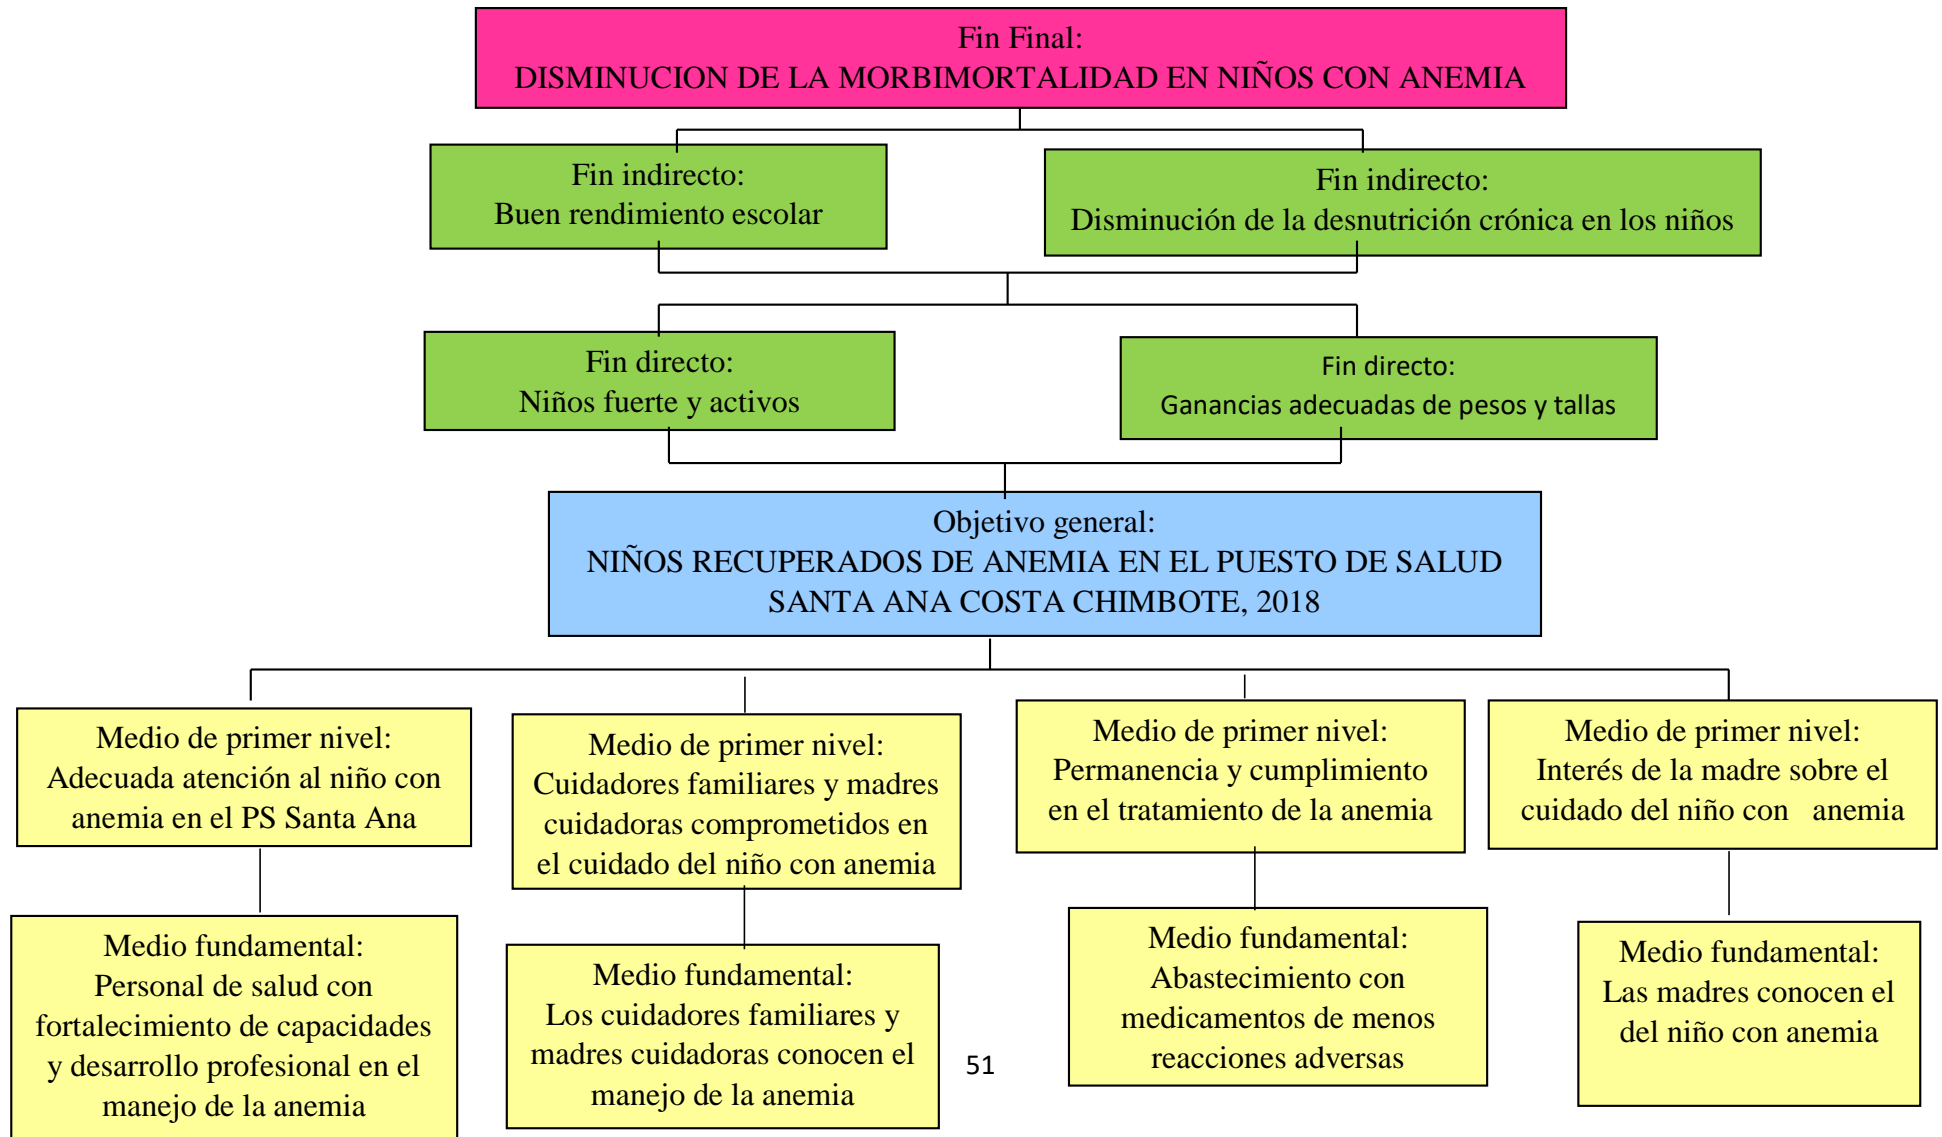 Fin Final:
DISMINUCION DE LA MORBIMORTALIDAD EN NIÑOS CON ANEMIA
Fin indirecto:
Buen rendimiento escolar
Fin indirecto:
Disminución de la desnutrición crónica en los niños
Fin directo:
Niños fuerte y activos
Fin directo:
Ganancias adecuadas de pesos y tallas
Objetivo general:
NIÑOS RECUPERADOS DE ANEMIA EN EL PUESTO DE SALUD
SANTA ANA COSTA CHIMBOTE, 2018
Medio de primer nivel:
Adecuada atención al niño con
anemia en el PS Santa Ana
Medio de primer nivel:
Cuidadores familiares y madres
cuidadoras comprometidos en
el cuidado del niño con anemia
Medio de primer nivel:
Permanencia y cumplimiento
en el tratamiento de la anemia
Medio de primer nivel:
Interés de la madre sobre el
cuidado del niño con anemia
Medio fundamental:
Personal de salud con
fortalecimiento de capacidades
y desarrollo profesional en el
manejo de la anemia
Medio fundamental:
Los cuidadores familiares y
madres cuidadoras conocen el
manejo de la anemia
Medio fundamental:
Abastecimiento con
medicamentos de menos
reacciones adversas
Medio fundamental:
Las madres conocen el
del niño con anemia
51